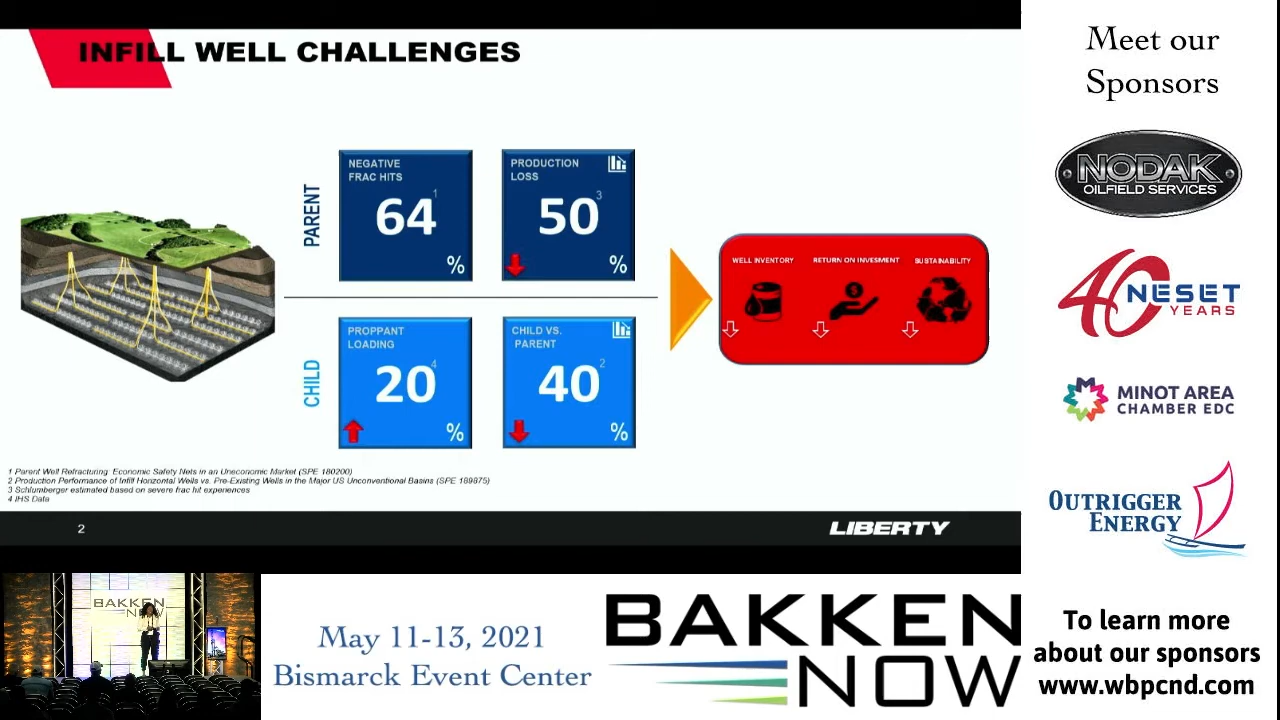 INFILL WELL CHALLENGES
PARENT
NEGATIVE
FRAC HITS
64
1
%
PRODUCTION
LOSS
50
3
%
CHILD
PROPPANT
LOADING
20
4
%
CHILD VS.
PARENT
40
2
%
WELL INVENTORY
RETURN ON INVESMENT
SUSTAINABILITY
1 Parent Well Refracturing: Economic Safety Nets in an Uneconomic Market (SPE 180200)
2 Production Performance of Infill Horizontal Wells vs. Pre-Existing Wells in the Major US Unconventional Basins (SPE 189875)
3 Schlumberger estimated based on severe frac hit experiences
4 IHS Data
2
LIBERTY
Meet our
Sponsors
NODAK
OILFIELD SERVICES
40
NESET
YEARS
MINOT AREA
CHAMBER EDC
OUTRIGGER
ENERGY
To learn more
about our sponsors
www.wbpcnd.com
BAKKEN
NOW
May 11-13, 2021
Bismarck Event Center
BAKKEN
NOW